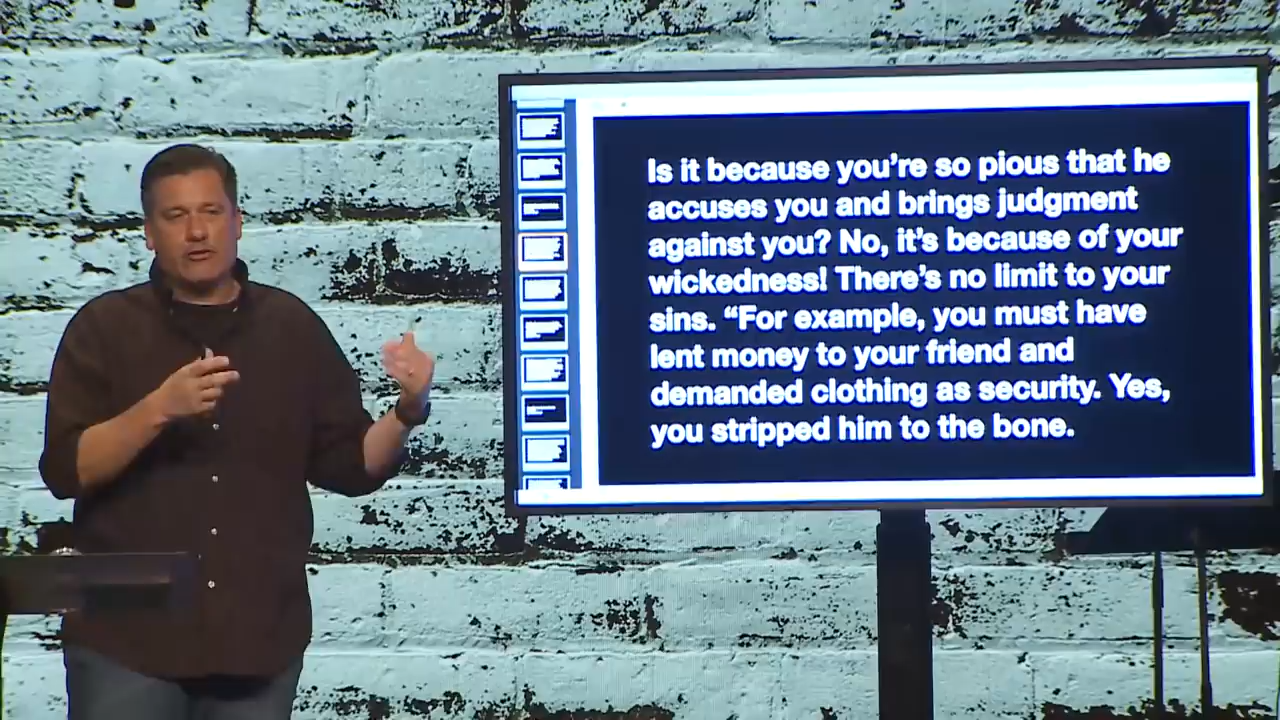 Is it because you’re so pious that he
accuses you and brings judgment
against you? No, it’s because of your
wickedness! There’s no limit to your
sins. “For example, you must have
lent money to your friend and
demanded clothing as security. Yes,
you stripped him to the bone.